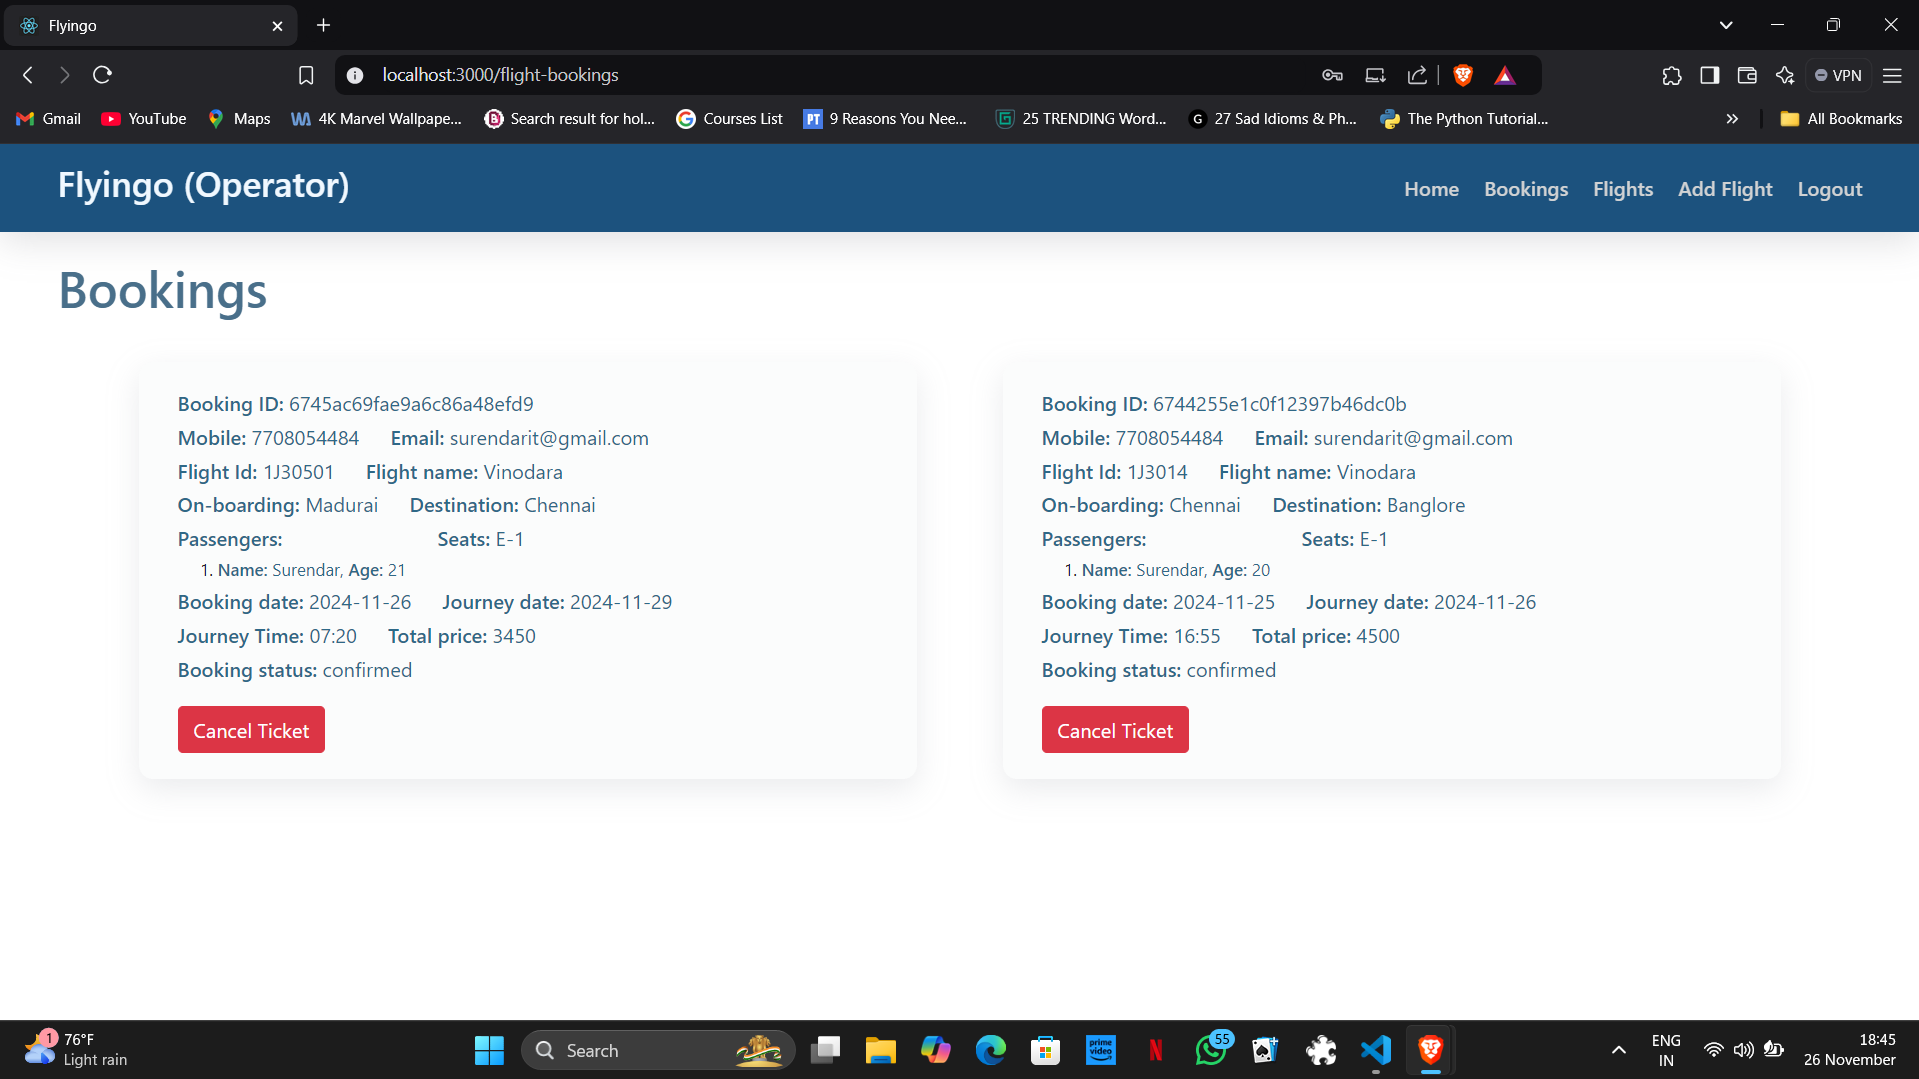 Flyingo
localhost:3000/flight-bookings
VPN
Gmail YouTube Maps 4K Marvel Wallpape... Search result for hol... Courses List PT 9 Reasons You Nee... 25 TRENDING Word... G 27 Sad Idioms & Ph... The Python Tutorial... » All Bookmarks
Flyingo (Operator) Home Bookings Flights Add Flight Logout
Bookings
Booking ID: 6745ac69fae9a6c86a48efd9
Mobile: 7708054484 Email: surendarit@gmail.com
Flight Id: 1J30501 Flight name: Vinodara
On-boarding: Madurai Destination: Chennai
Passengers: Seats: E-1
1. Name: Surendar, Age: 21
Booking date: 2024-11-26 Journey date: 2024-11-29
Journey Time: 07:20 Total price: 3450
Booking status: confirmed
Cancel Ticket
Booking ID: 6744255e1c0f12397b46dc0b
Mobile: 7708054484 Email: surendarit@gmail.com
Flight Id: 1J3014 Flight name: Vinodara
On-boarding: Chennai Destination: Banglore
Passengers: Seats: E-1
1. Name: Surendar, Age: 20
Booking date: 2024-11-25 Journey date: 2024-11-26
Journey Time: 16:55 Total price: 4500
Booking status: confirmed
Cancel Ticket
1
76°F
Light rain
Search
prime
video
N
55
ENG
IN
18:45
26 November